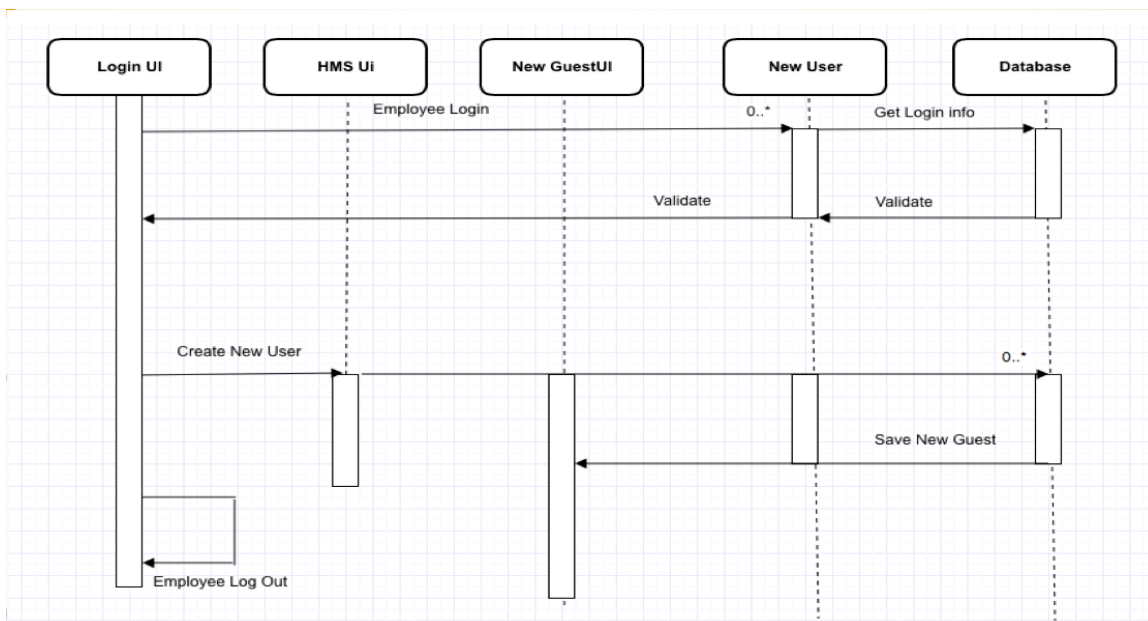 Login UI
HMS Ui
New GuestUI
New User
Database
Employee Login
0..*
Get Login info
Validate
Validate
Create New User
0..*
Save New Guest
Employee Log Out